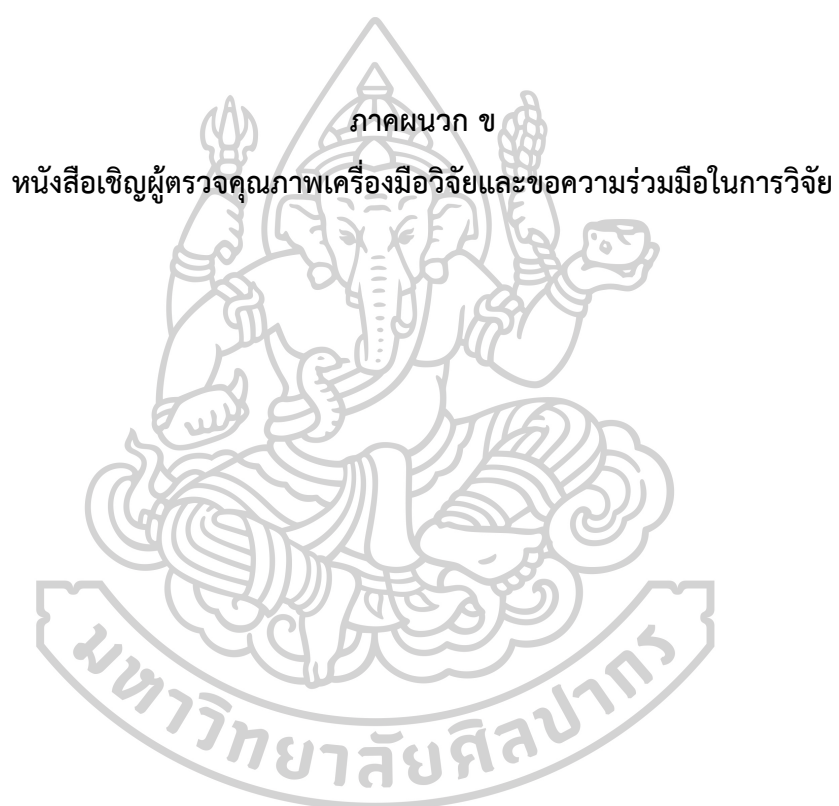 ภาคผนวก ข
หนังสือเชิญผู้ตรวจคุณภาพเครื่องมือวิจัยและขอความร่วมมือในการวิจัย
มหาวิทยาลัยศิลปากร